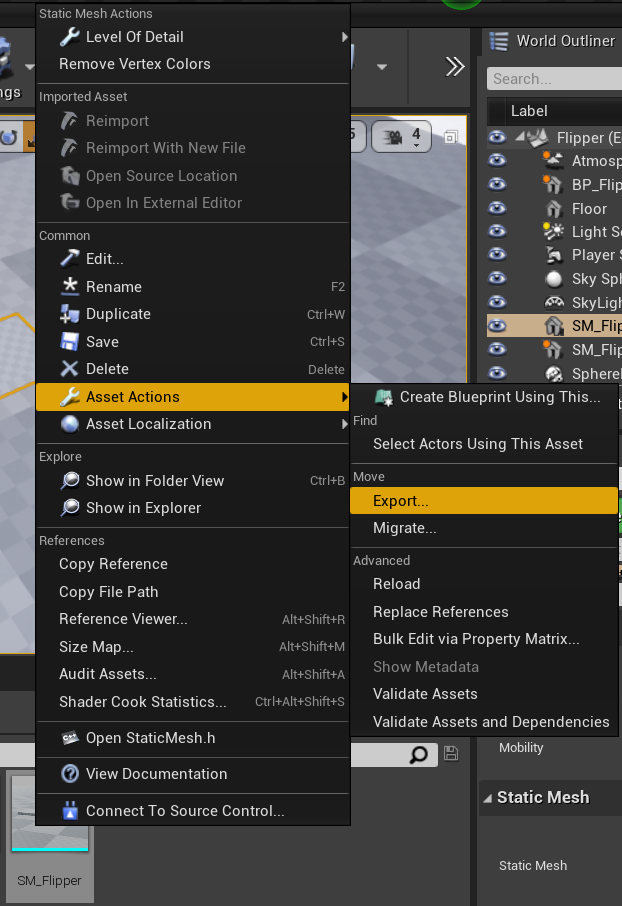 Static Mesh Actions
Level Of Detail
Remove Vertex Colors
Imported Asset
Reimport
Reimport With New File
Open Source Location
Open In External Editor
Common
Edit...
Rename F2
Duplicate Ctrl+W
Save Ctrl+S
Delete Delete
Asset Actions
Asset Localization
Explore
Show in Folder View Ctrl+B
Show in Explorer
References
Copy Reference
Copy File Path
Reference Viewer... Alt+Shift+R
Size Map... Alt+Shift+M
Audit Assets... Alt+Shift+A
Shader Cook Statistics... Ctrl+Alt+Shift+S
Open StaticMesh.h
View Documentation
Connect To Source Control...
Create Blueprint Using This...
Find
Select Actors Using This Asset
Move
Export...
Migrate...
Advanced
Reload
Replace References
Bulk Edit via Property Matrix...
Show Metadata
Validate Assets
Validate Assets and Dependencies
ngs
5
4
World Outliner
Search...
Label
Flipper (E
Atmosp
BP_Flip
Floor
Light S
Player S
Sky Sph
SkyLigh
SM_Flip
SM_Flip
Sphere
Mobility
Static Mesh
Static Mesh
SM_Flipper